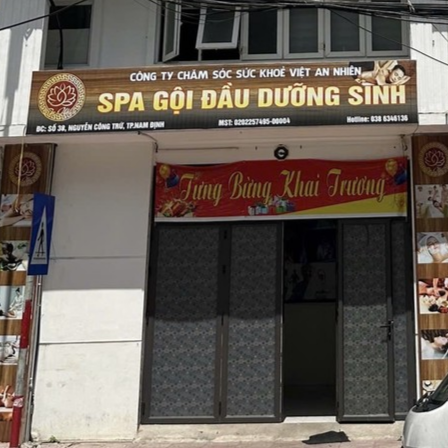 CÔNG TY CHĂM SÓC SỨC KHOẺ VIỆT AN NHIÊN
SPA GỘI ĐẦU DƯỠNG SINH
ĐC: SỐ 38, NGUYỄN CÔNG TRỨ, TP.NAM ĐỊNH
MST: 0202257495-00004
Hotline: 038 6346136
Tưng Bừng Khai Trương